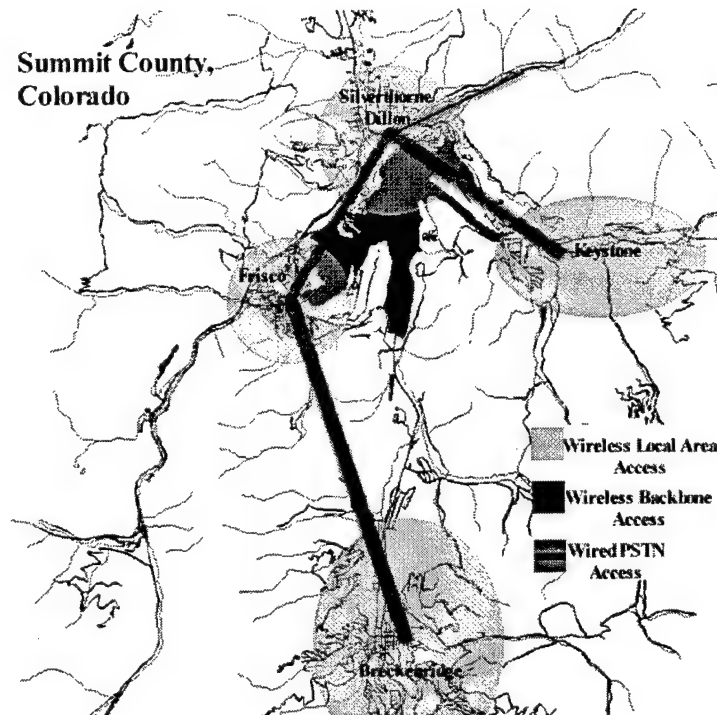 Summit County,
Colorado
Silverthorne
Dillon
Frisco
Keystone
Wireless Local Area
Access
Wireless Backbone
Access
Wired PSTN
Access
Breckenridge